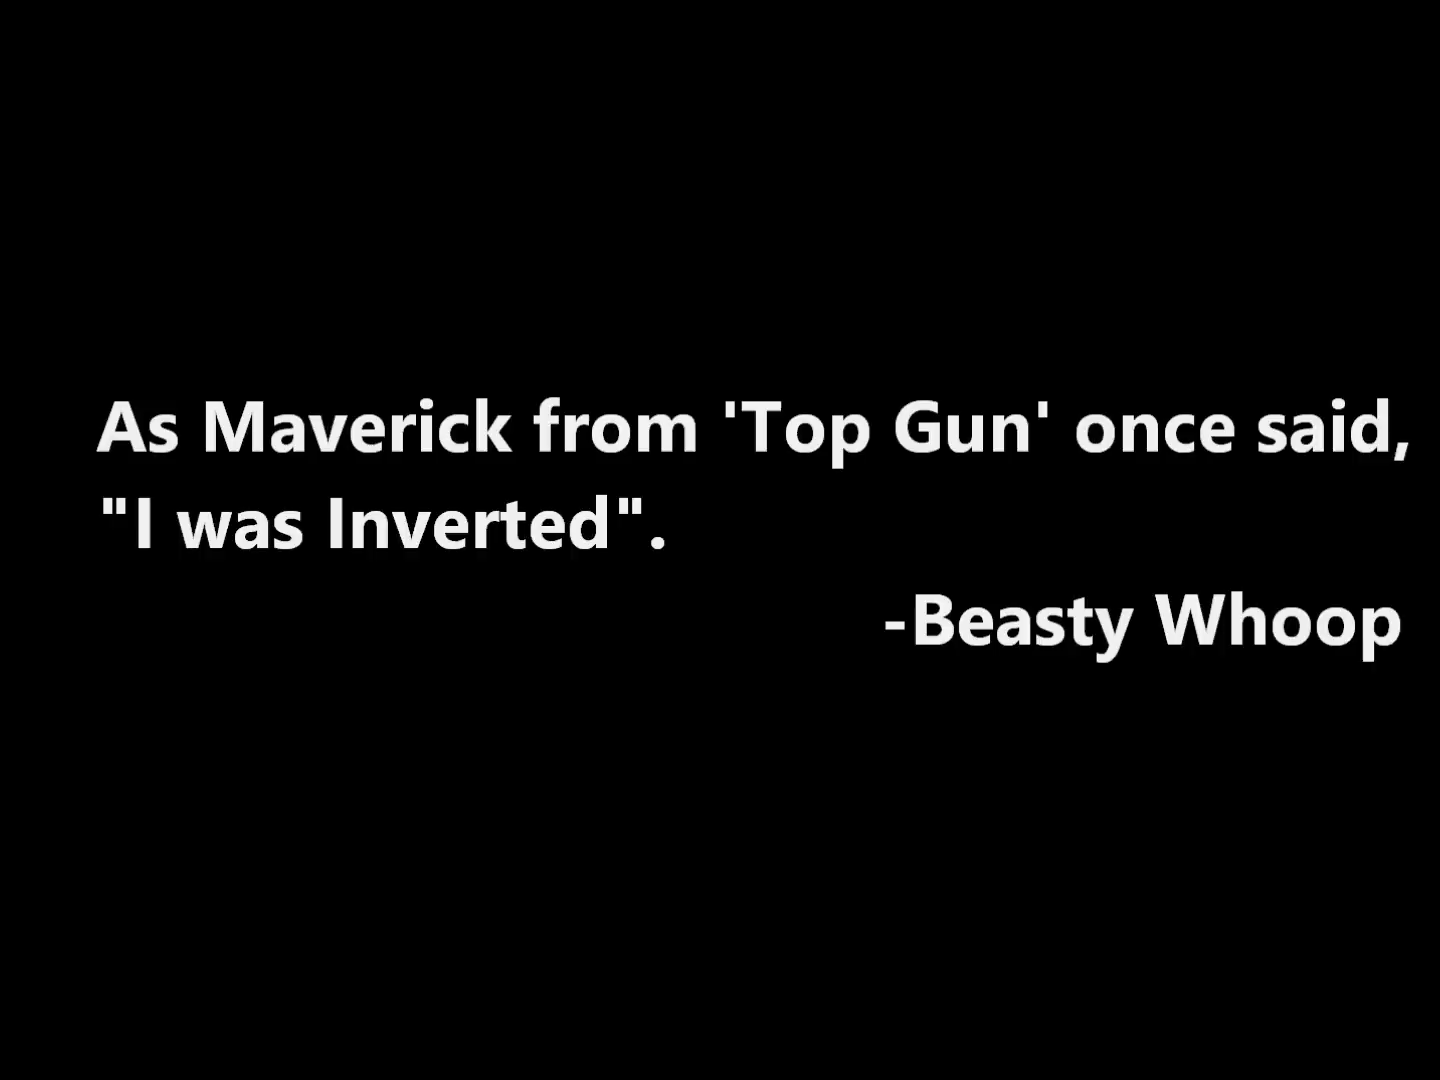 As Maverick from 'Top Gun' once said,
"I was Inverted".
-Beasty Whoop